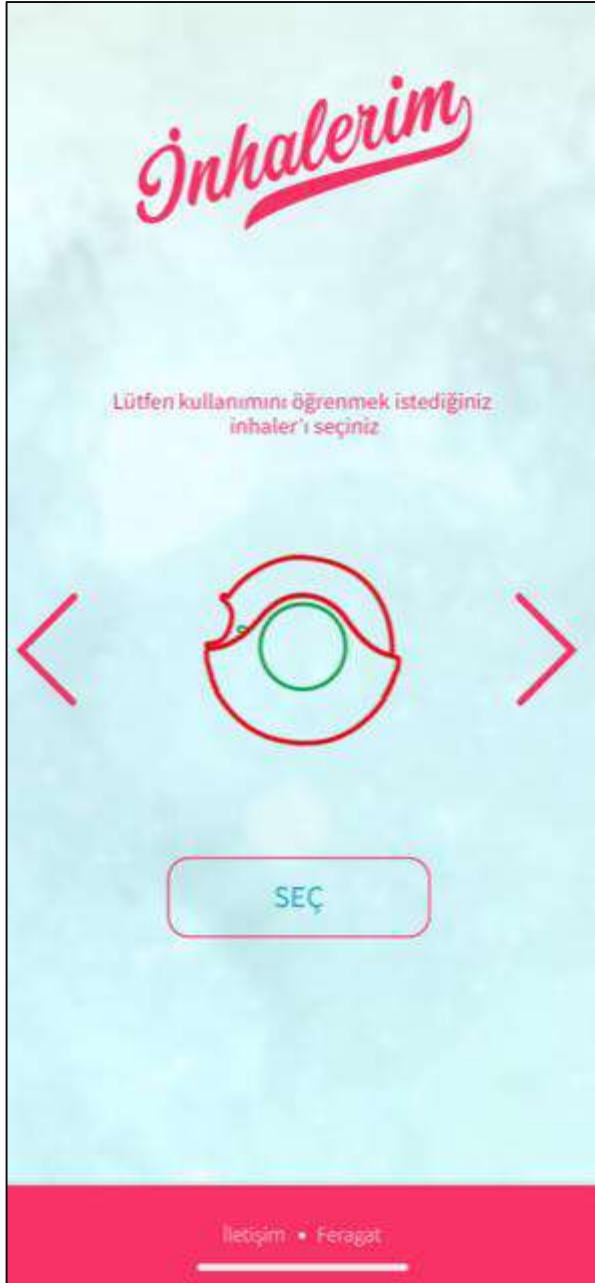 İnhalerim
Lütfen kullanımını öğrenmek istediğiniz
inhaler'ı seçiniz
SEÇ
İletişim • Feragat